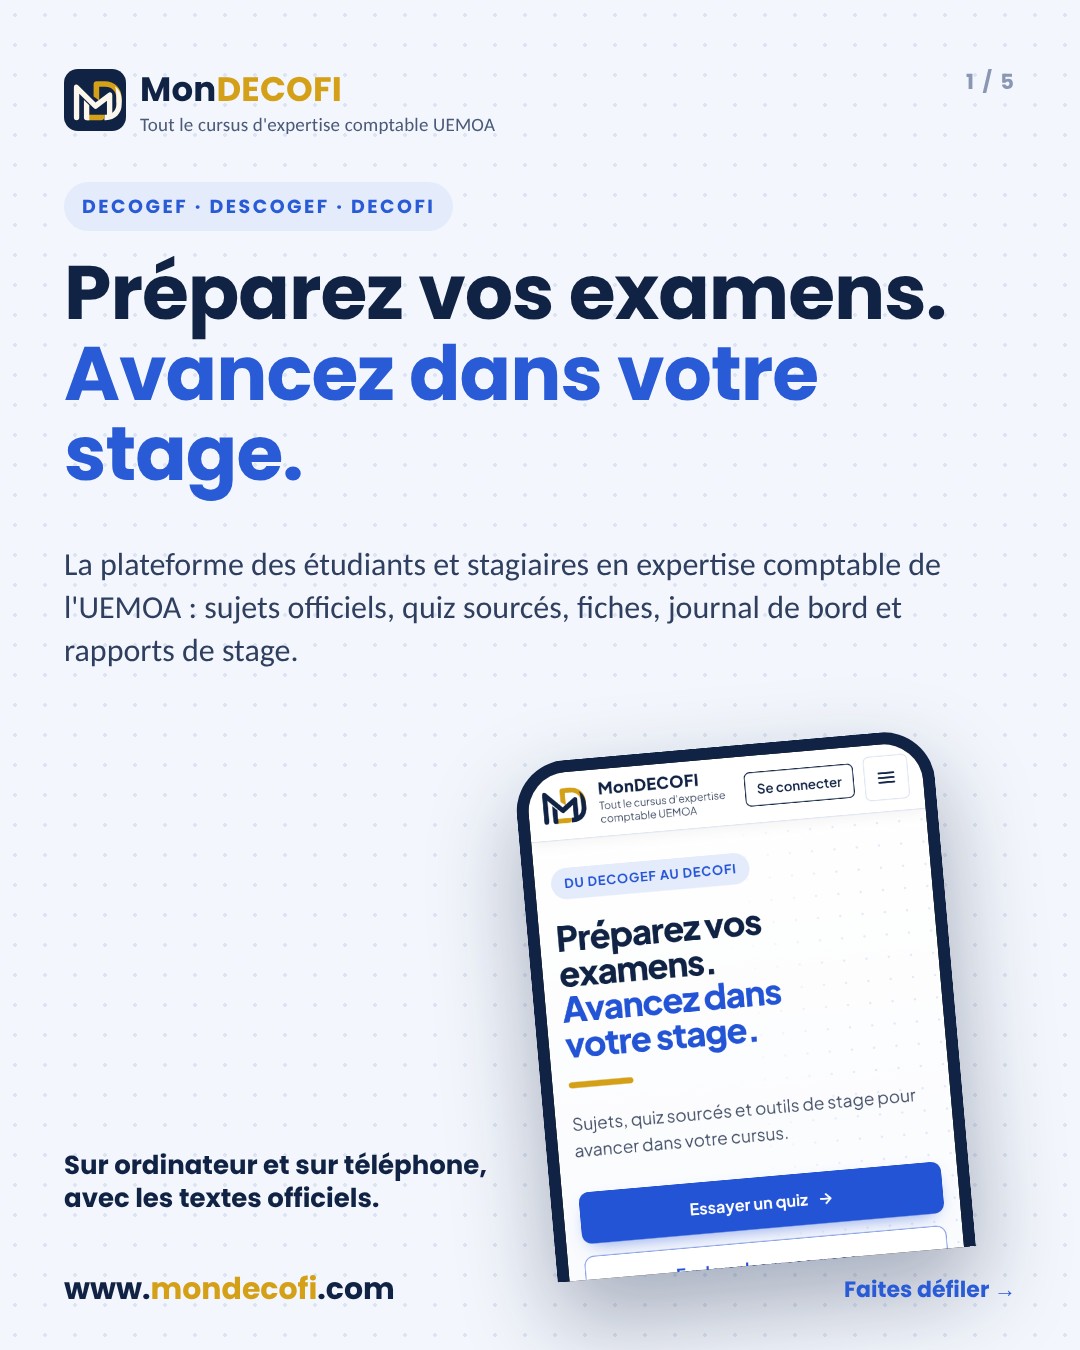 MonDECOFI
Tout le cursus d'expertise comptable UEMOA
1 / 5
DECOGEF · DESCOGEF · DECOFI
Préparez vos examens.
Avancez dans votre
stage.
La plateforme des étudiants et stagiaires en expertise comptable de
l'UEMOA : sujets officiels, quiz sourcés, fiches, journal de bord et
rapports de stage.
MonDECOFI
Tout le cursus d'expertise
comptable UEMOA
Se connecter
DU DECOGEF AU DECOFI
Préparez vos
examens.
Avancez dans
votre stage.
Sujets, quiz sourcés et outils de stage pour
avancer dans votre cursus.
Essayer un quiz →
Sur ordinateur et sur téléphone,
avec les textes officiels.
www.mondecofi.com
Faites défiler →